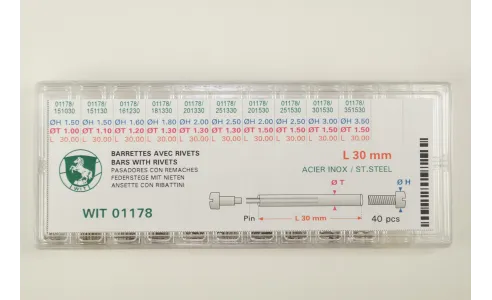 01178/ 01178/ 01178/ 01178/ 01178/ 01178/ 01178/ 01178/ 01178/ 01178/
151030 151130 161230 181330 201330 251330 201530 251530 301530 351530
ØH 1.50 ØH 1.50 ØH 1.60 ØH 1.80 ØH 2.00 ØH 2.50 ØH 2.00 ØH 2.50 ØH 3.00 ØH 3.50
ØT 1.00 ØT 1.10 ØT 1.20 ØT 1.30 ØT 1.30 ØT 1.30 ØT 1.50 ØT 1.50 ØT 1.50 ØT 1.50
L 30.00 L 30.00 L 30.00 L 30.00 L 30.00 L 30.00 L 30.00 L 30.00 L 30.00 L 30.00
BARRETTES AVEC RIVETS
BARS WITH RIVETS
PASADORES CON REMACHES
FEDERSTEGE MIT NIETEN
ANSETTE CON RIBATTINI
WIT
WIT 01178
L 30 mm
ACIER INOX / ST.STEEL
Ø T
Ø H
Pin
L 30 mm
40 pcs